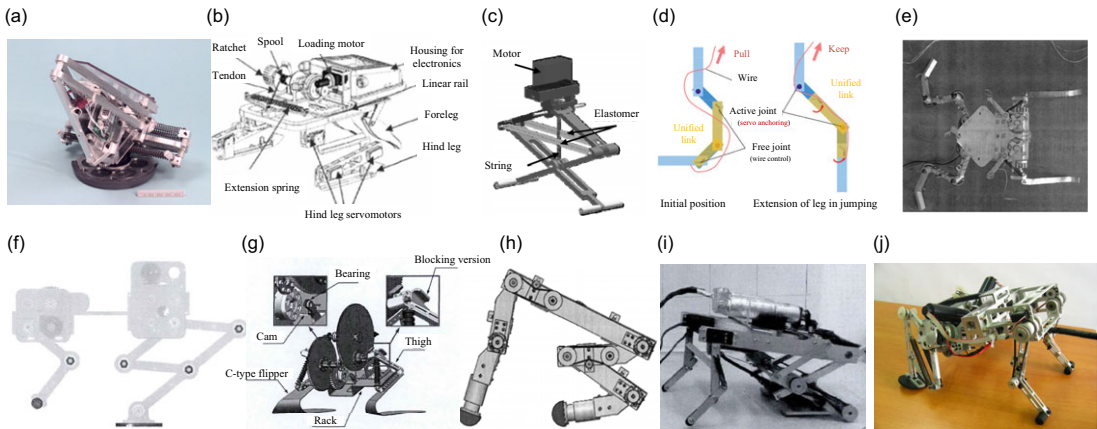 (a)
(b)
Ratchet
Spool
Loading motor
Housing for
electronics
Tendon
Linear rail
Foreleg
Hind leg
Extension spring
Hind leg servomotors
(c)
Motor
Elastomer
String
(d)
Pull
Keep
Wire
Unified
link
Active joint
(servo anchoring)
Unified
link
Free joint
(wire control)
Initial position
Extension of leg in jumping
(e)
(f)
(g)
Bearing
Blocking version
Cam
Thigh
C-type flipper
Rack
(h)
(i)
(j)